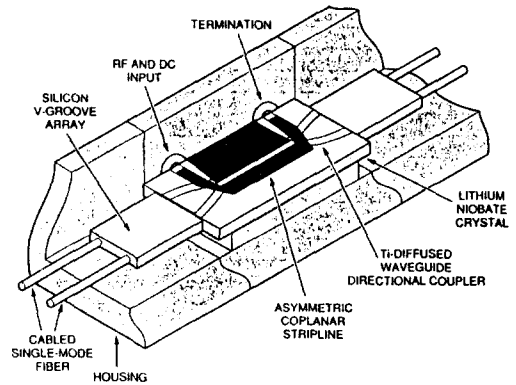 TERMINATION
RF AND DC
INPUT
SILICON
V-GROOVE
ARRAY
LITHIUM
NIOBATE
CRYSTAL
Ti-DIFFUSED
WAVEGUIDE
DIRECTIONAL COUPLER
ASYMMETRIC
COPLANAR
STRIPLINE
CABLED
SINGLE-MODE
FIBER
HOUSING